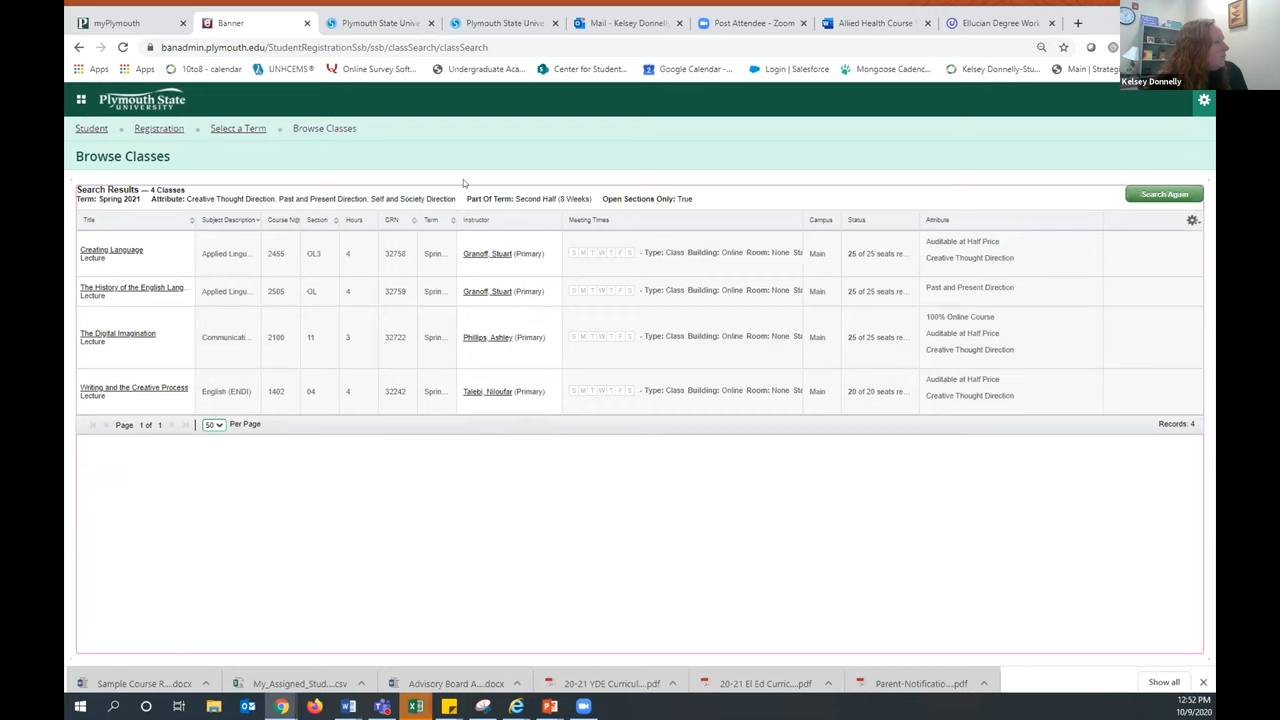 myPlymouth
Banner
Plymouth State Unive
Plymouth State Unive
Mail - Kelsey Donnelly
Post Attendee - Zoom
Allied Health Course
Ellucian Degree Work
banadmin.plymouth.edu/StudentRegistrationSsb/ssb/classSearch/classSearch
Apps
Apps
10to8 - calendar
UNHCEMS®
Online Survey Soft...
Undergraduate Aca...
Center for Student...
Google Calendar -...
Login | Salesforce
Mongoose Cadenc...
Kelsey Donnelly-Stu...
Main | Strateg
Kelsey Donnelly
Plymouth State
UNIVERSITY
Student • Registration • Select a Term • Browse Classes
Browse Classes
Search Results — 4 Classes
Term: Spring 2021 Attribute: Creative Thought Direction, Past and Present Direction, Self and Society Direction Part Of Term: Second Half (8 Weeks) Open Sections Only: True
Search Again
Title Subject Description Course Hours Section CRN Term Instructor Meeting Times Campus Status Attribute
Creating Language
Lecture
Applied Lingu... 2455 OL3 4 32758 Sprin... Granoff, Stuart (Primary) S M T W T F S - Type: Class Building: Online Room: None Sta Main 25 of 25 seats re...
Auditable at Half Price
Creative Thought Direction
The History of the English Lang...
Lecture
Applied Lingu... 2505 OL 4 32759 Sprin... Granoff, Stuart (Primary) S M T W T F S - Type: Class Building: Online Room: None Sta Main 25 of 25 seats re...
Past and Present Direction
The Digital Imagination
Lecture
Communicati... 2100 11 3 32722 Sprin... Phillips, Ashley (Primary) S M T W T F S - Type: Class Building: Online Room: None Sta Main 25 of 25 seats re...
100% Online Course
Auditable at Half Price
Creative Thought Direction
Writing and the Creative Process
Lecture
English (ENDI) 1402 04 4 32242 Sprin... Talebi, Niloufar (Primary) S M T W T F S - Type: Class Building: Online Room: None Sta Main 20 of 20 seats re...
Auditable at Half Price
Creative Thought Direction
Page 1 of 1 | 50 Per Page Records: 4
Sample Course R....docx
My_Assigned_Stud....csv
Advisory Board A....docx
20-21 YDE Curricul....pdf
20-21 El Ed Curric....pdf
Parent-Notificatio....pdf
Show all
12:52 PM
10/9/2020